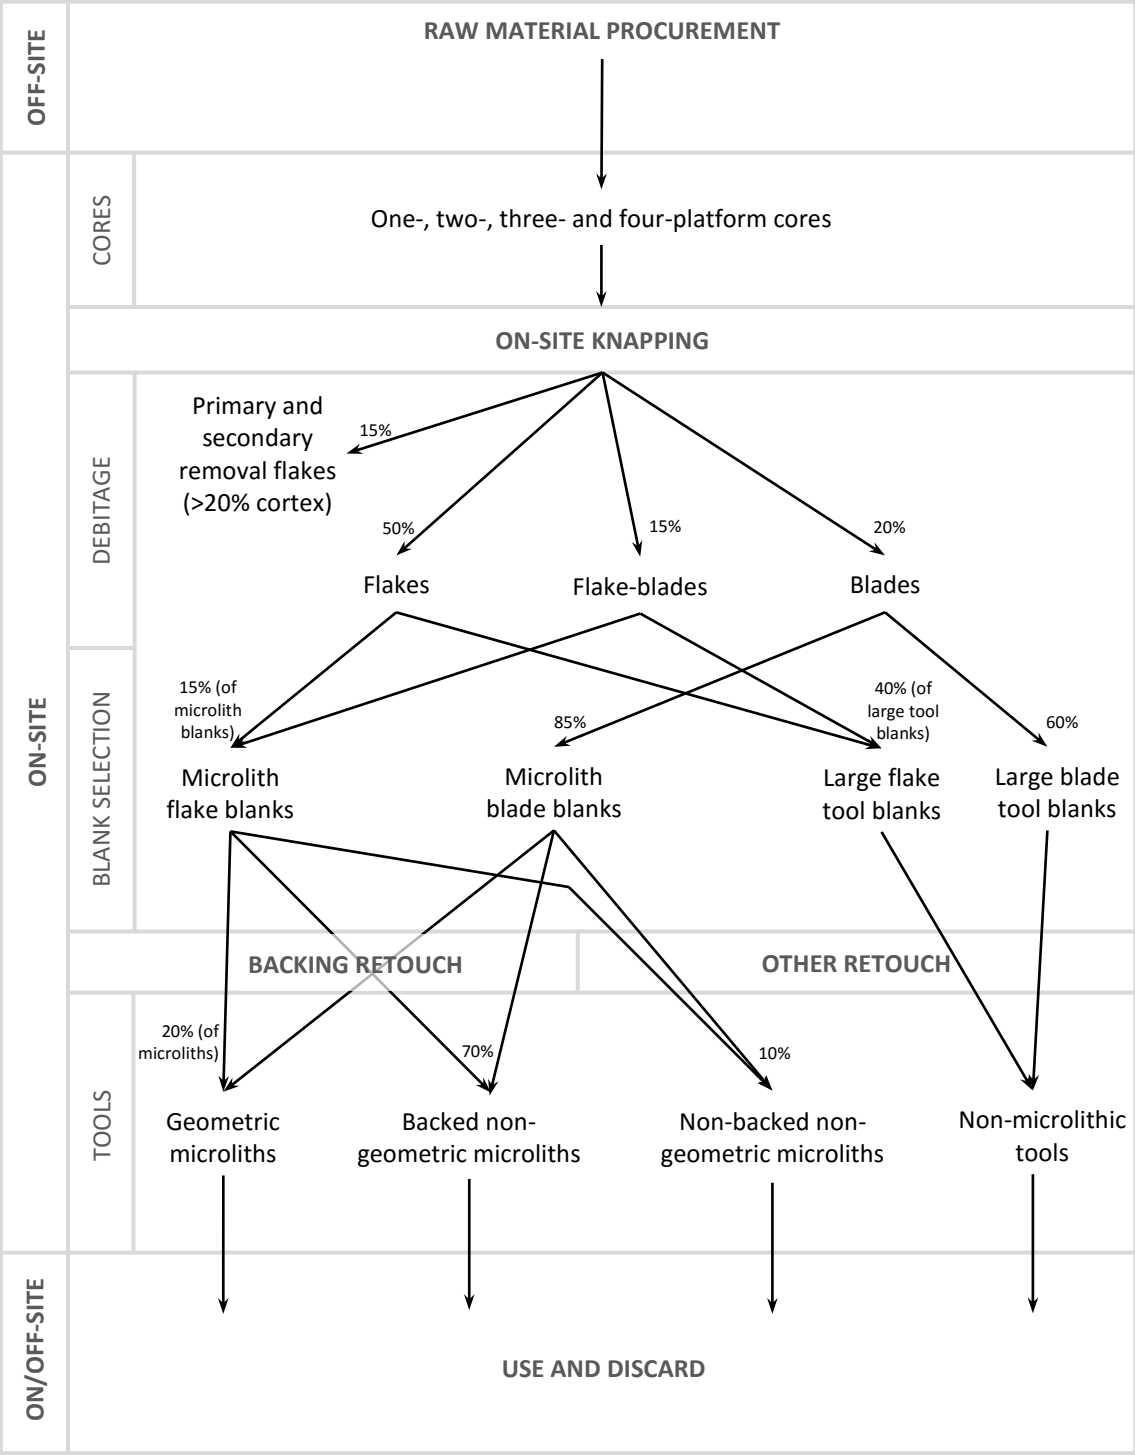 OFF-SITE
RAW MATERIAL PROCUREMENT
ON-SITE
CORES
One-, two-, three- and four-platform cores
ON-SITE KNAPPING
DEBITAGE
Primary and
secondary
removal flakes
(>20% cortex)
15%
50%
15%
20%
Flakes
Flake-blades
Blades
BLANK SELECTION
15% (of
microlith
blanks)
85%
40% (of
large tool
blanks)
60%
Microlith
flake blanks
Microlith
blade blanks
Large flake
tool blanks
Large blade
tool blanks
BACKING RETOUCH
OTHER RETOUCH
TOOLS
20% (of
microliths)
70%
10%
Geometric
microliths
Backed non-
geometric microliths
Non-backed non-
geometric microliths
Non-microlithic
tools
ON/OFF-SITE
USE AND DISCARD